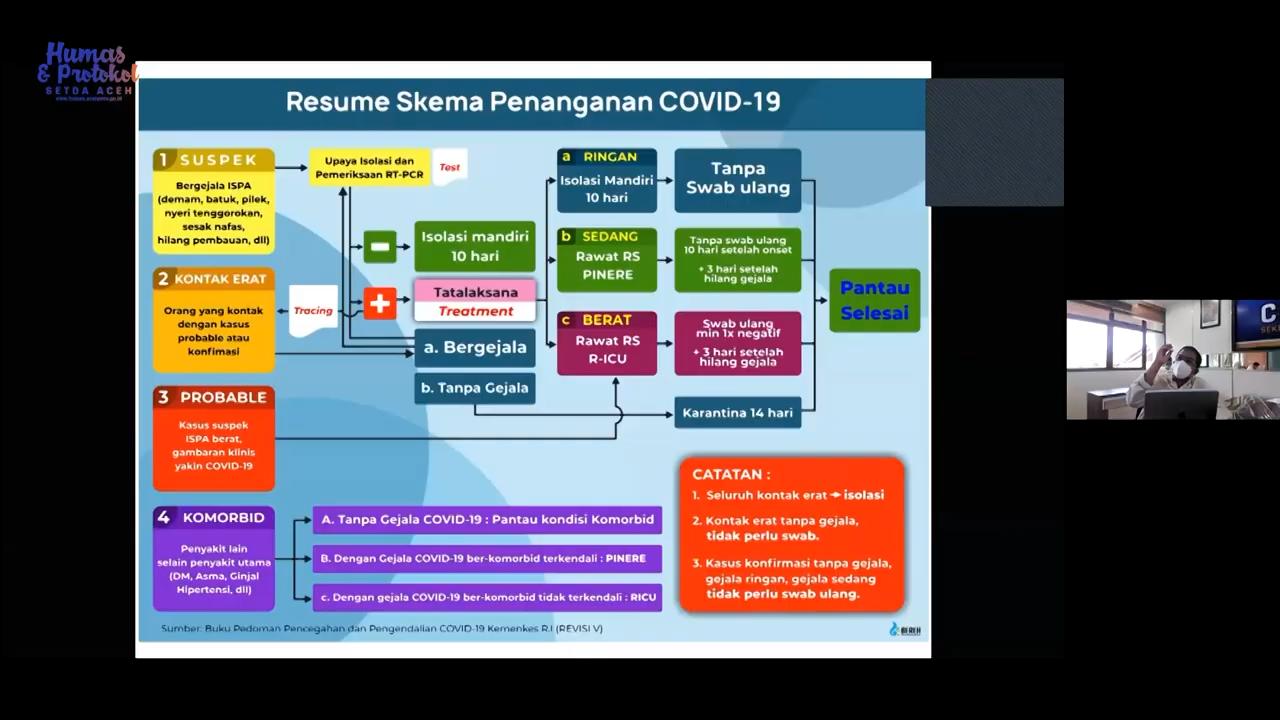 Humas
& Protokol
SETDA ACEH
Resume Skema Penanganan COVID-19
1 SUSPEK
Bergejala ISPA
(demam, batuk, pilek,
nyeri tenggorokan,
sesak nafas,
hilang pembauan, dll)
Upaya Isolasi dan
Pemeriksaan RT-PCR
Test
Isolasi mandiri
10 hari
2 KONTAK ERAT
Orang yang kontak
dengan kasus
probable atau
konfimasi
Tracing
Tatalaksana
Treatment
a. Bergejala
b. Tanpa Gejala
3 PROBABLE
Kasus suspek
ISPA berat,
gambaran klinis
yakin COVID-19
a RINGAN
Isolasi Mandiri
10 hari
Tanpa
Swab ulang
b SEDANG
Rawat RS
PINERE
Tanpa swab ulang
10 hari setelah onset
+ 3 hari setelah
hilang gejala
c BERAT
Rawat RS
R-ICU
Swab ulang
min 1x negatif
+ 3 hari setelah
hilang gejala
Karantina 14 hari
Pantau
Selesai
4 KOMORBID
Penyakit lain
selain penyakit utama
(DM, Asma, Ginjal
Hipertensi, dll)
A. Tanpa Gejala COVID-19 : Pantau kondisi Komorbid
B. Dengan Gejala COVID-19 ber-komorbid terkendali : PINERE
c. Dengan gejala COVID-19 ber-komorbid tidak terkendali : RICU
CATATAN :
1. Seluruh kontak erat → isolasi
2. Kontak erat tanpa gejala,
tidak perlu swab.
3. Kasus konfirmasi tanpa gejala,
gejala ringan, gejala sedang
tidak perlu swab ulang.
Sumber: Buku Pedoman Pencegahan dan Pengendalian COVID-19 Kemenkes R.I (REVISI V)
C
SEK